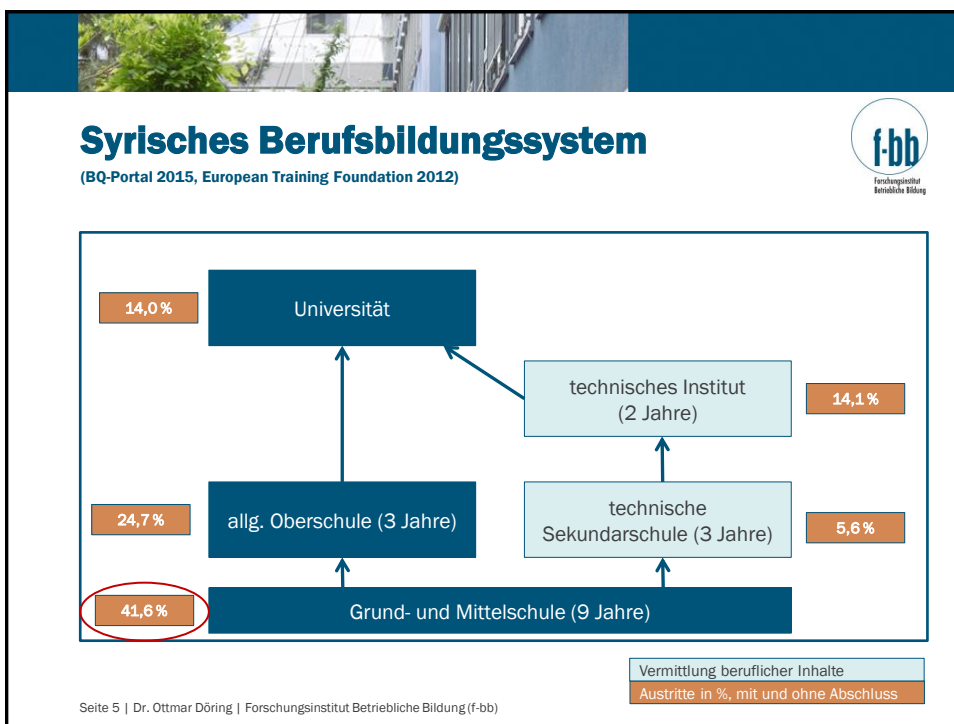 Syrisches Berufsbildungssystem
(BQ-Portal 2015, European Training Foundation 2012)
f-bb
Forschungsinstitut
Betriebliche Bildung
14,0 %
Universität
technisches Institut
(2 Jahre)
14,1 %
24,7 %
allg. Oberschule (3 Jahre)
technische
Sekundarschule (3 Jahre)
5,6 %
41,6 %
Grund- und Mittelschule (9 Jahre)
Vermittlung beruflicher Inhalte
Austritte in %, mit und ohne Abschluss
Seite 5 | Dr. Ottmar Döring | Forschungsinstitut Betriebliche Bildung (f-bb)